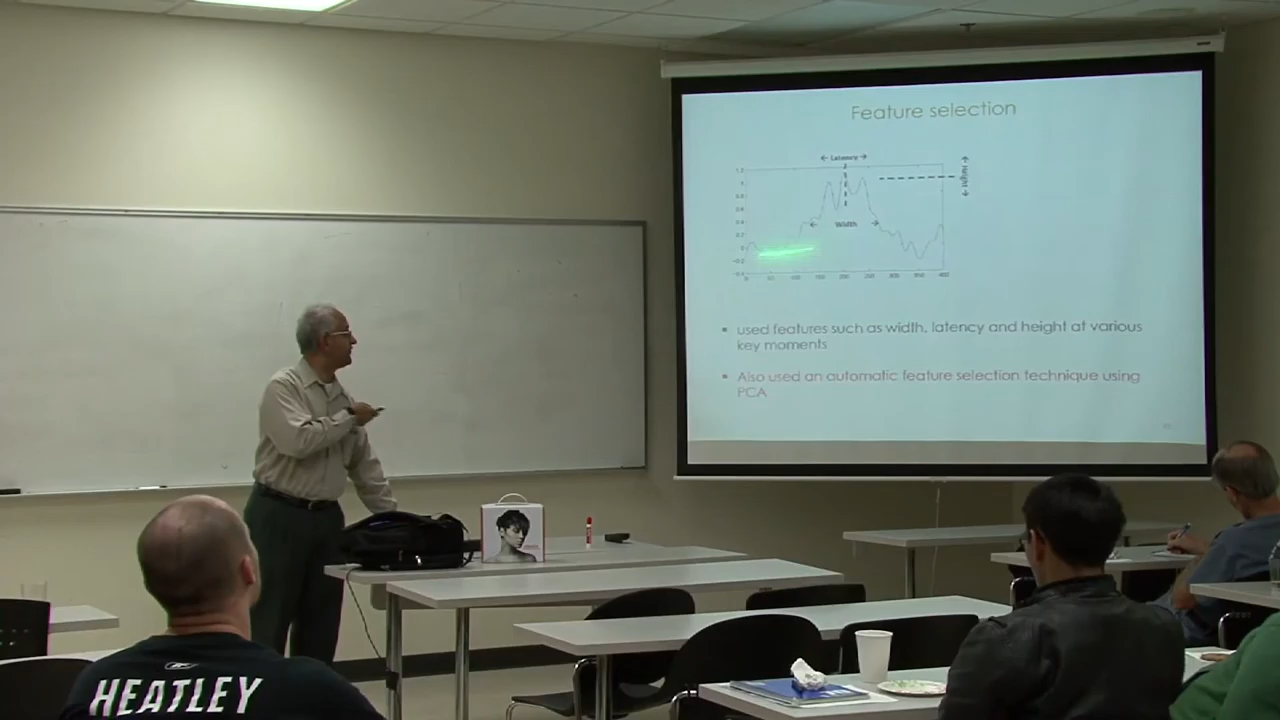 Feature selection
← Latency →
← Height →
← Width →
▪ used features such as width, latency and height at various
key moments
▪ Also used an automatic feature selection technique using
PCA
HEATLEY